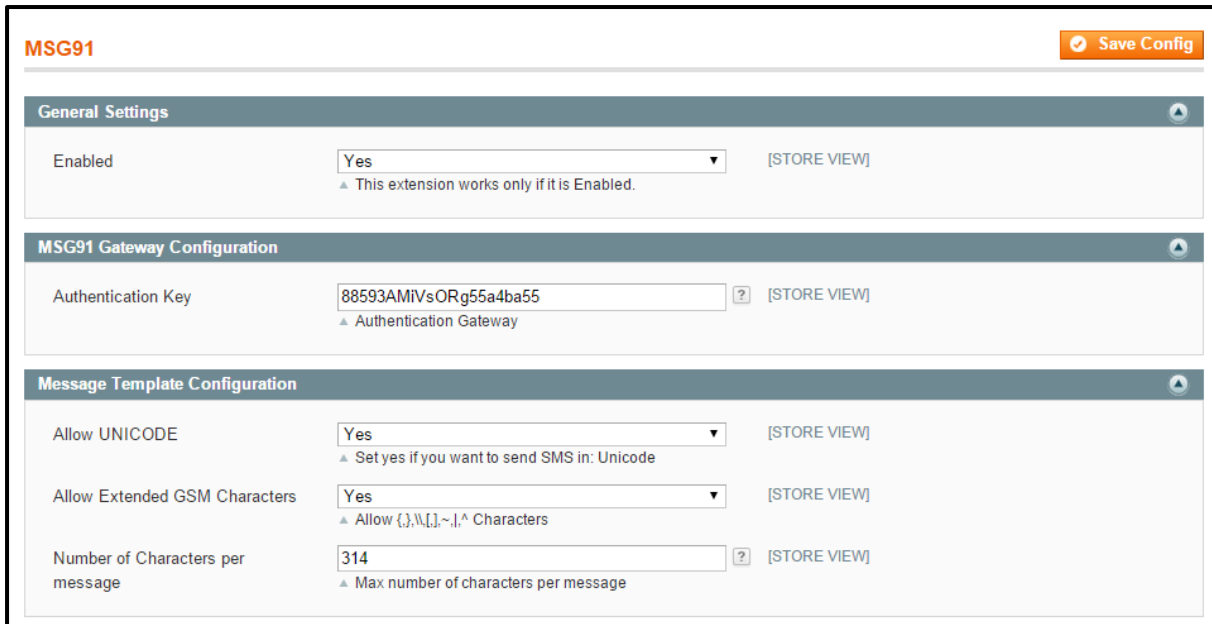 MSG91
Save Config
General Settings
Enabled
Yes
[STORE VIEW]
This extension works only if it is Enabled.
MSG91 Gateway Configuration
Authentication Key
88593AMiVsORg55a4ba55
?
[STORE VIEW]
Authentication Gateway
Message Template Configuration
Allow UNICODE
Yes
[STORE VIEW]
Set yes if you want to send SMS in: Unicode
Allow Extended GSM Characters
Yes
[STORE VIEW]
Allow {,},\\,[,],~,|,^ Characters
Number of Characters per
message
314
?
[STORE VIEW]
Max number of characters per message